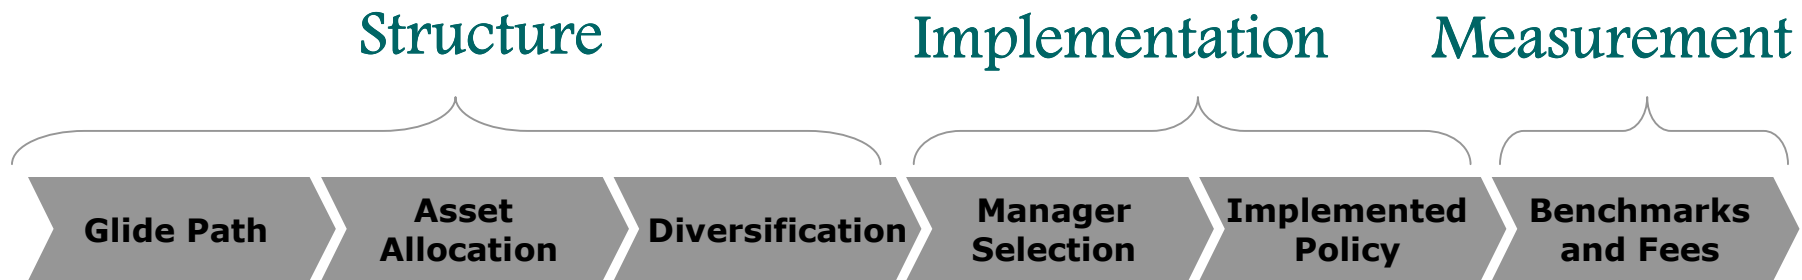 Structure
Implementation
Measurement
Glide Path
Asset
Allocation
Diversification
Manager
Selection
Implemented
Policy
Benchmarks
and Fees